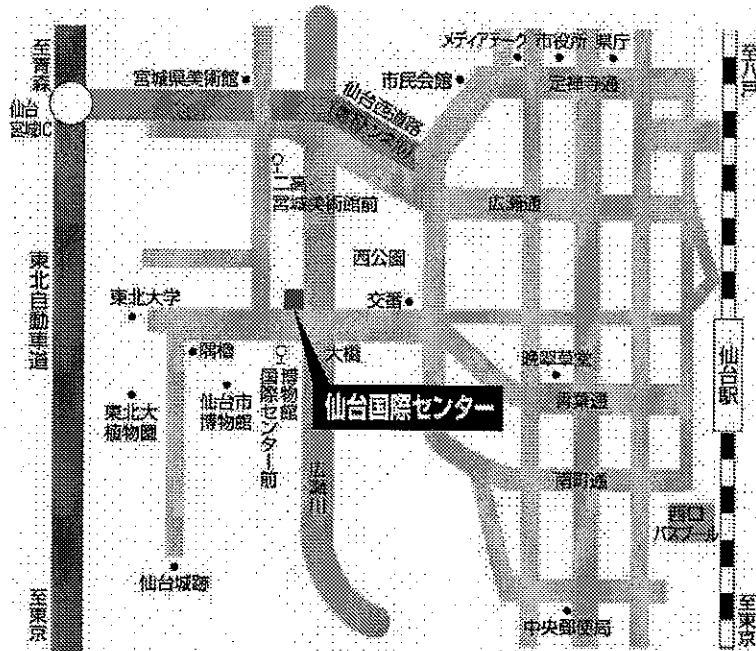 メディアテーク
市役所
県庁
至青森
至八戸
宮城県美術館
市民会館
定禅寺通
仙台
宮城IC
仙台西道路
二高
宮城美術館前
広瀬通
西公園
東北自動車道
東北大学
交番
隅櫓
大橋
晩翠草堂
仙台駅
博物館
国際センター前
仙台国際センター
青葉通
東北大
植物園
仙台市
博物館
広瀬川
南町通
西口
バスプール
仙台城跡
至東京
中央郵便局
至東京